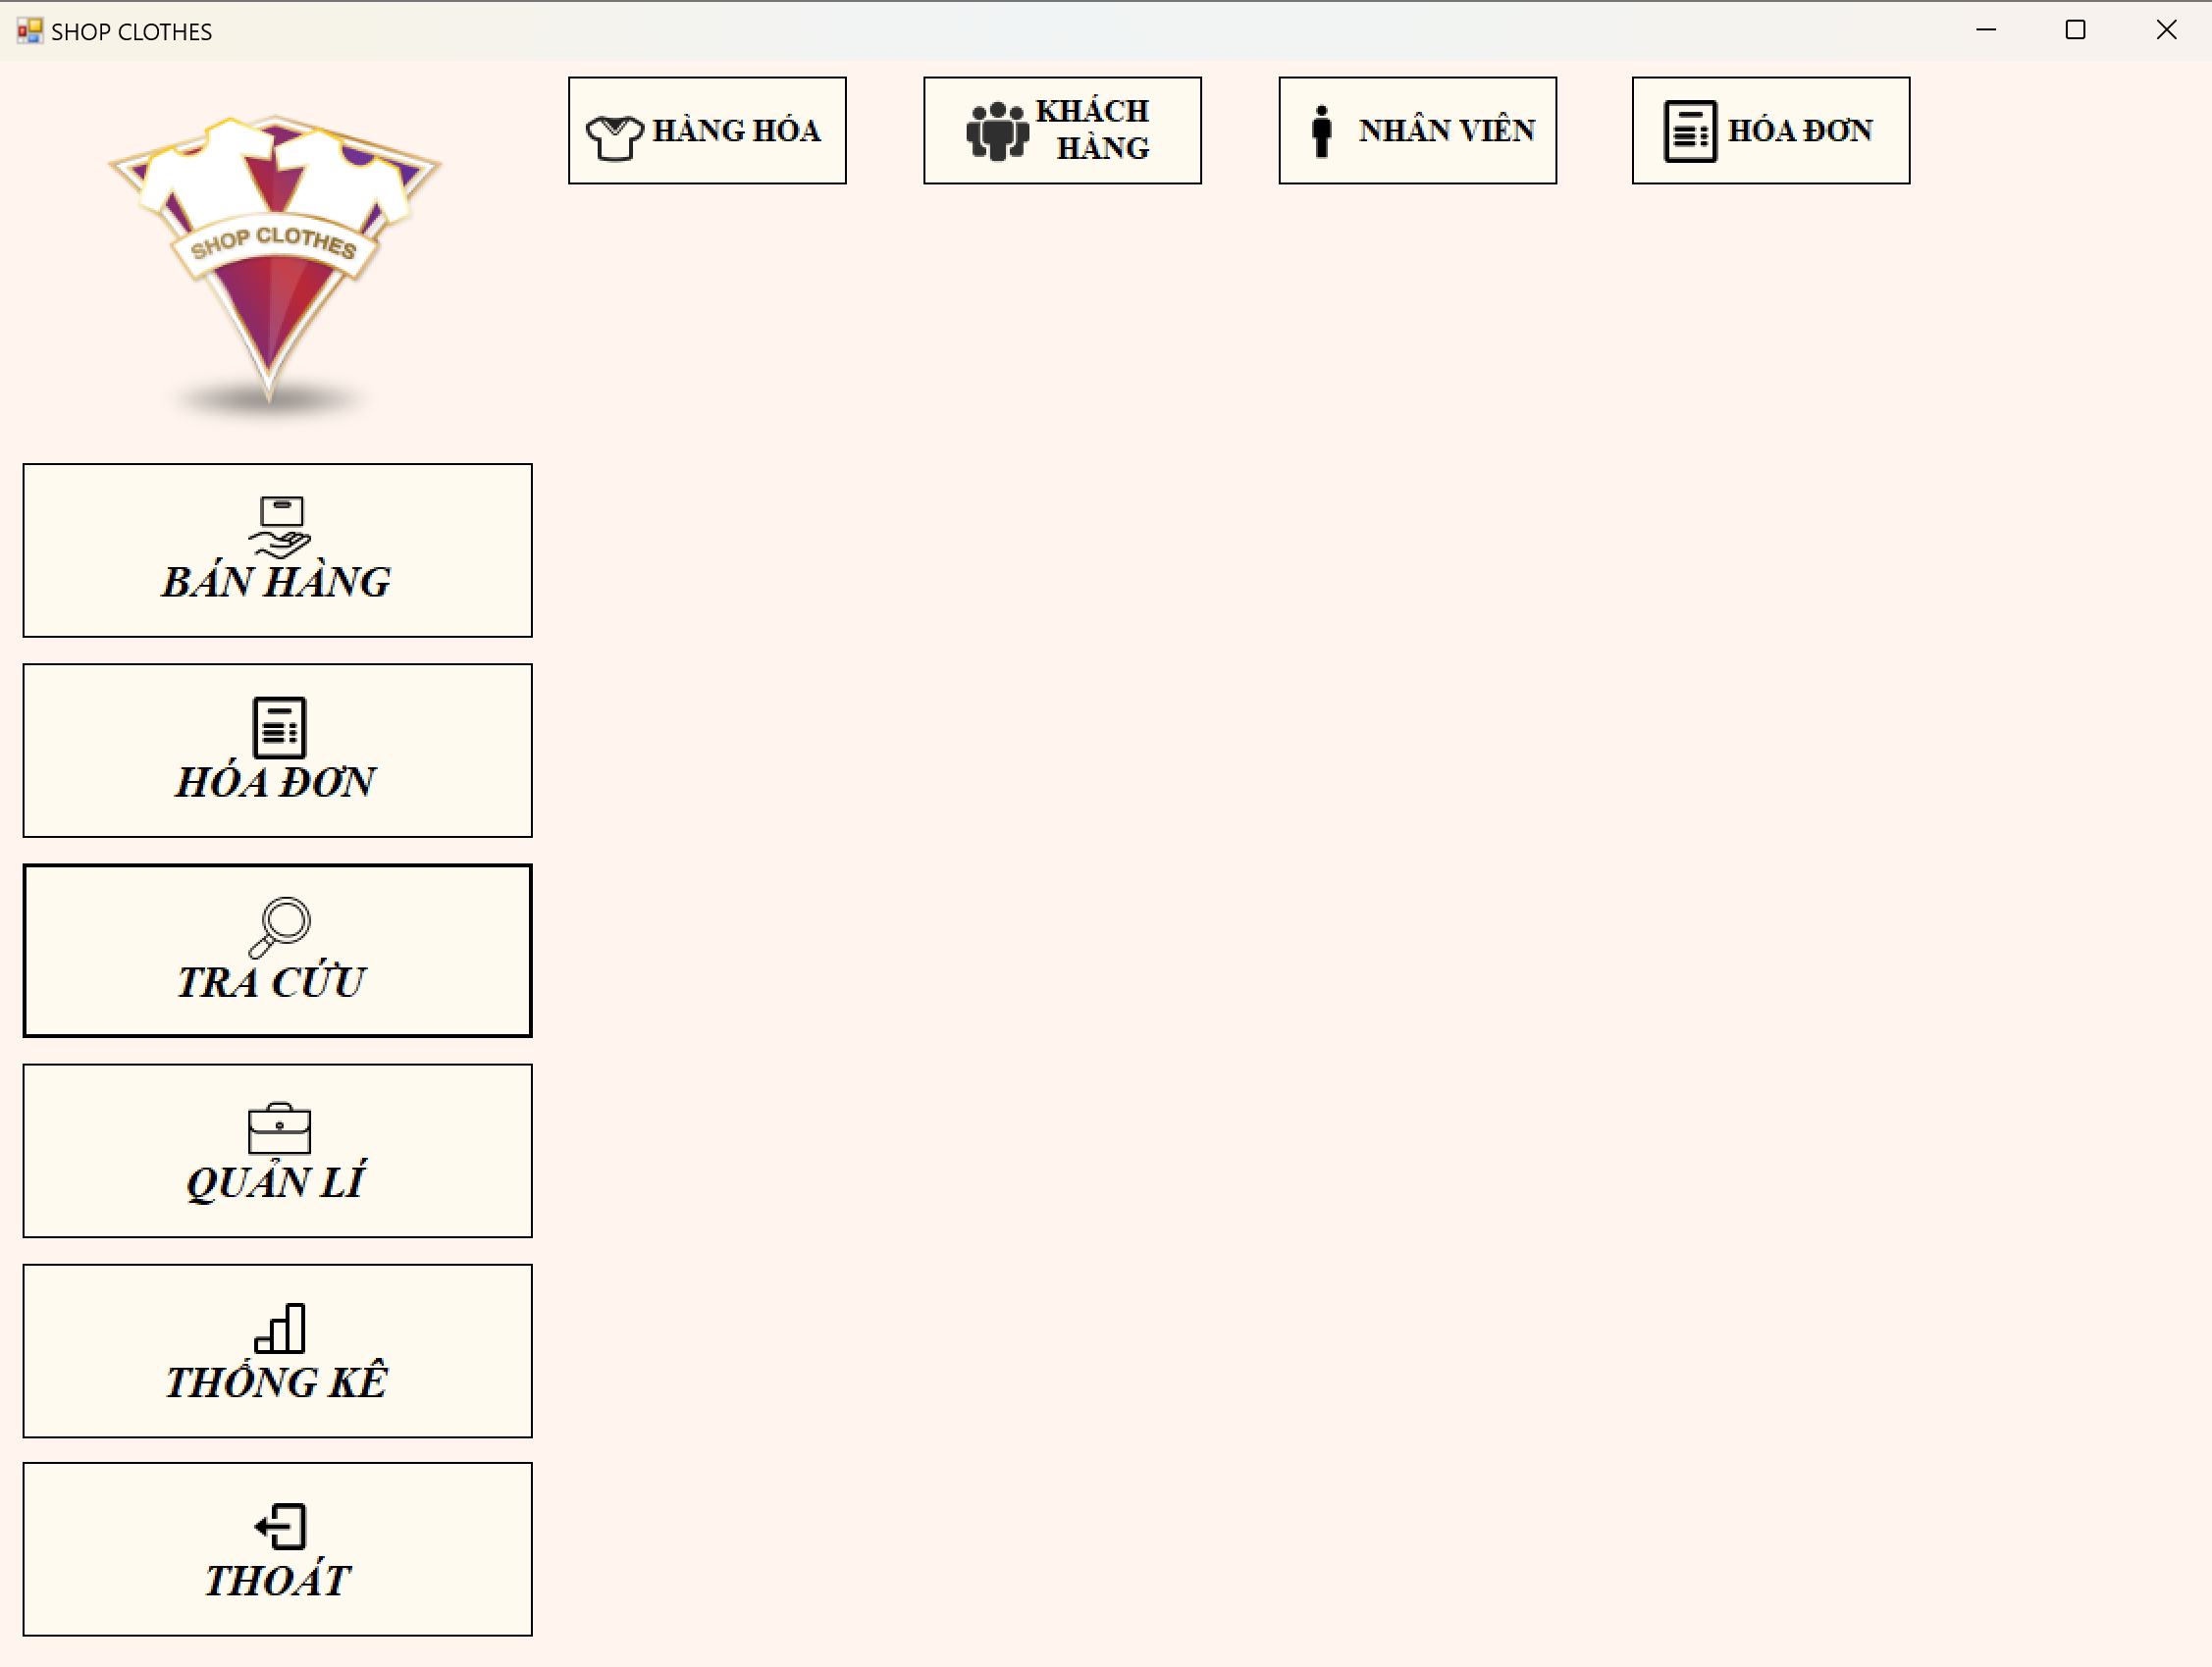 SHOP CLOTHES
HÀNG HÓA
KHÁCH
HÀNG
NHÂN VIÊN
HÓA ĐƠN
SHOP CLOTHES
BÁN HÀNG
HÓA ĐƠN
TRA CỨU
QUẢN LÍ
THỐNG KÊ
THOÁT